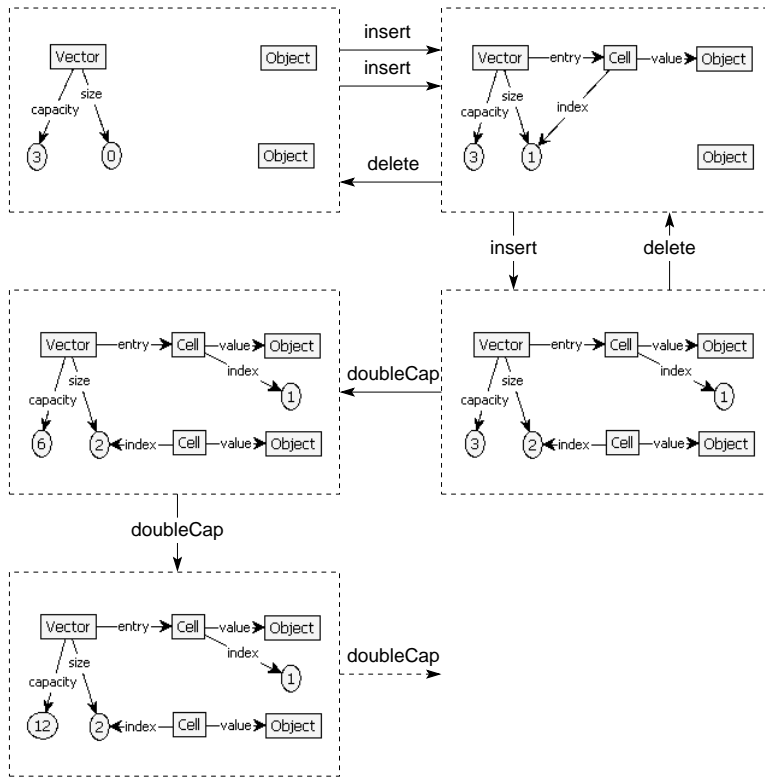 insert
Vector
Object
entry
Cell
value
Object
size
insert
size
index
capacity
capacity
3
0
Object
delete
3
1
Object
insert
delete
Vector
entry
Cell
value
Object
doubleCap
Vector
entry
Cell
value
Object
size
index
size
index
capacity
1
capacity
1
6
2
index
Cell
value
Object
3
2
index
Cell
value
Object
doubleCap
Vector
entry
Cell
value
Object
size
index
doubleCap
capacity
1
12
2
index
Cell
value
Object